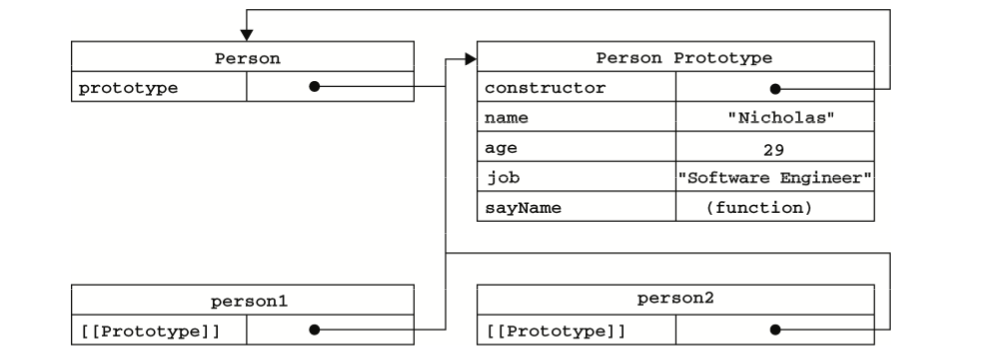 Person
prototype
Person Prototype
constructor
name "Nicholas"
age 29
job "Software Engineer"
sayName (function)
person1
[[Prototype]]
person2
[[Prototype]]